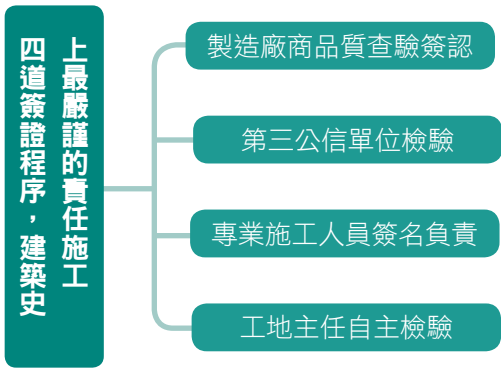 四道簽證程序，建築史
上最嚴謹的責任施工
製造廠商品質查驗簽認
第三公信單位檢驗
專業施工人員簽名負責
工地主任自主檢驗